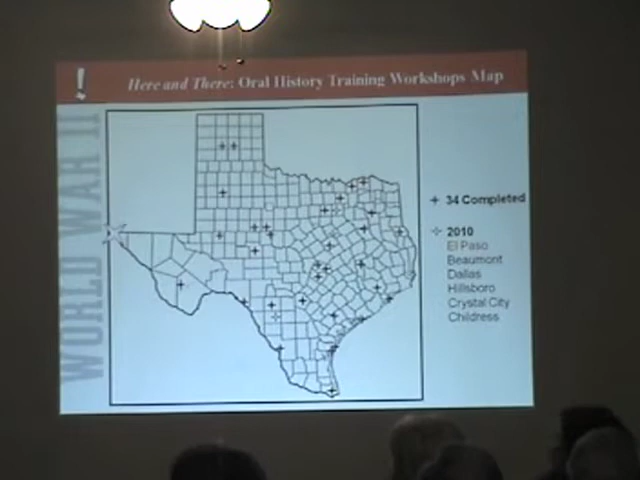 !
Here and There: Oral History Training Workshops Map
WORLD WAR II
34 Completed
2010
El Paso
Beaumont
Dallas
Hillsboro
Crystal City
Childress